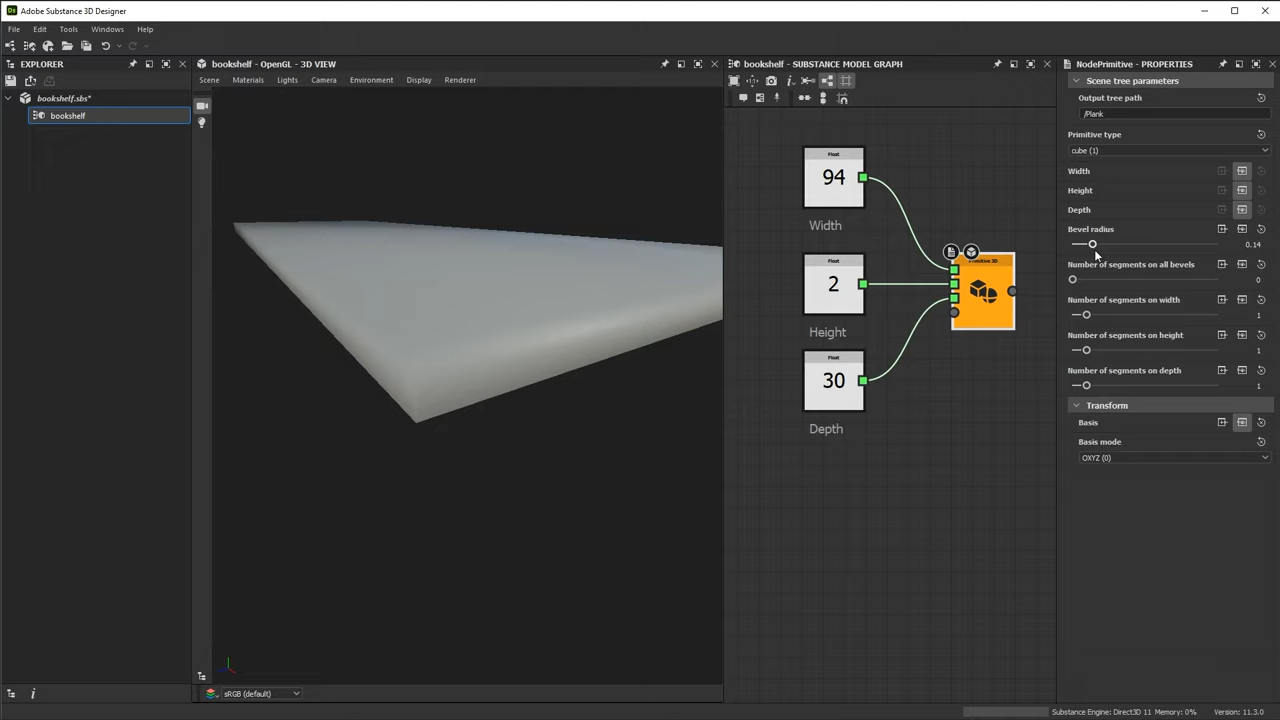 Ds Adobe Substance 3D Designer
File Edit Tools Windows Help
EXPLORER
bookshelf.sbs*
bookshelf
bookshelf - OpenGL - 3D VIEW
Scene Materials Lights Camera Environment Display Renderer
sRGB (default)
bookshelf - SUBSTANCE MODEL GRAPH
Float
94
Width
Float
2
Height
Float
30
Depth
Primitive 3D
NodePrimitive - PROPERTIES
Scene tree parameters
Output tree path
/Plank
Primitive type
cube (1)
Width
Height
Depth
Bevel radius
0.14
Number of segments on all bevels
0
Number of segments on width
1
Number of segments on height
1
Number of segments on depth
1
Transform
Basis
Basis mode
OXYZ (0)
Substance Engine: Direct3D 11 Memory: 0% Version: 11.3.0